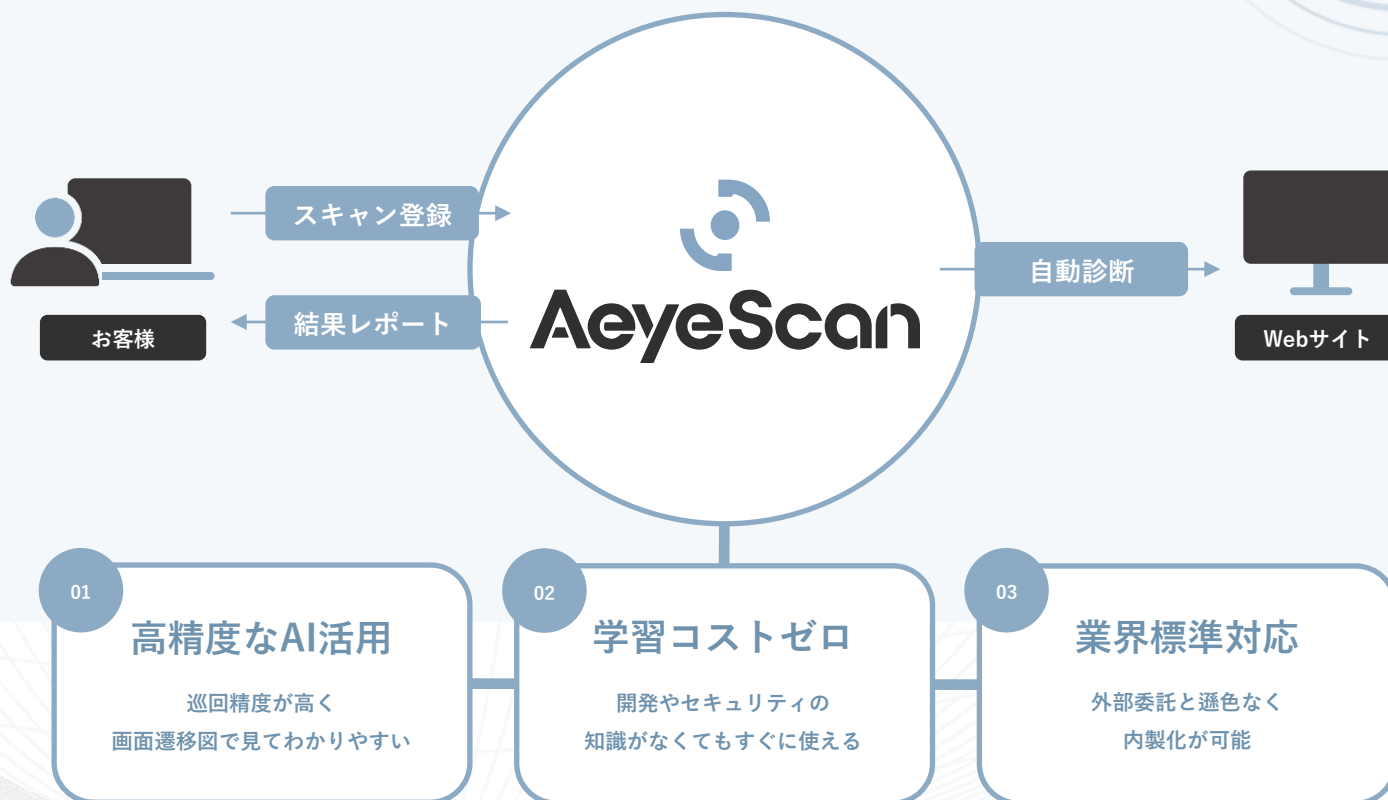 スキャン登録
結果レポート
お客様
AeyeScan
自動診断
Webサイト
01
高精度なAI活用
巡回精度が高く
画面遷移図で見てわかりやすい
02
学習コストゼロ
開発やセキュリティの
知識がなくてもすぐに使える
03
業界標準対応
外部委託と遜色なく
内製化が可能